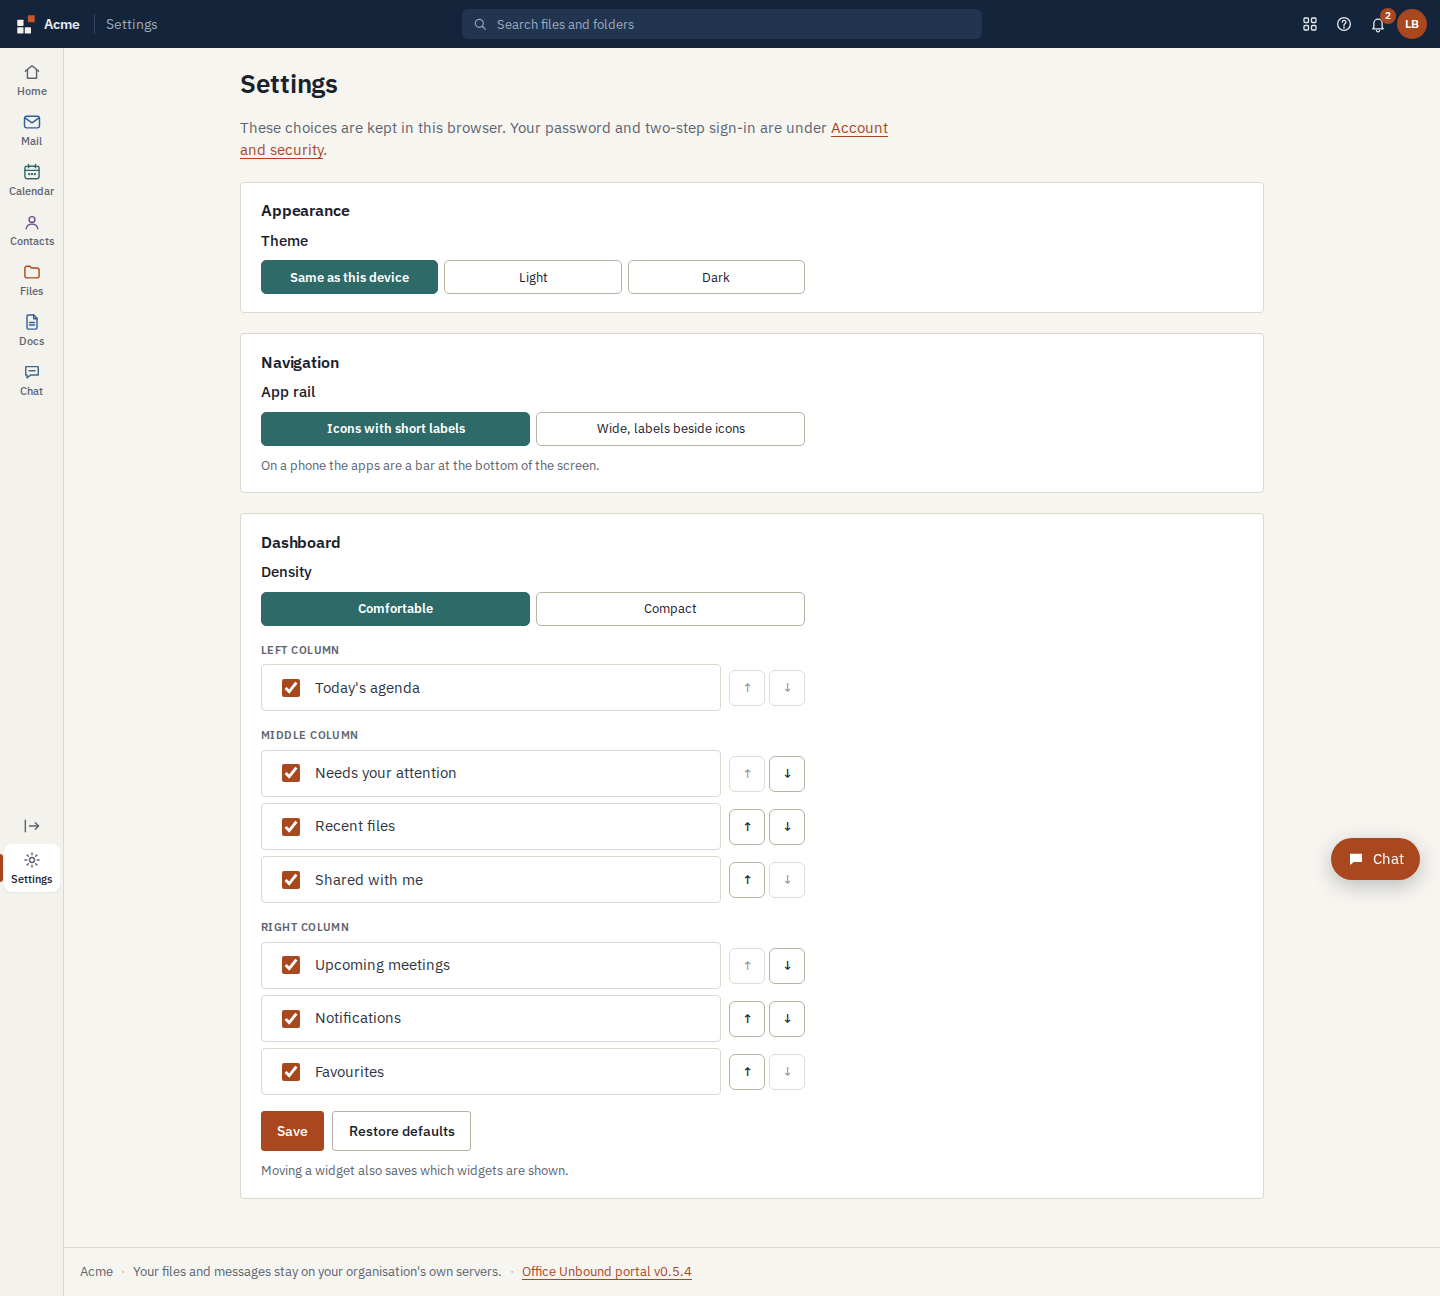 Acme
Settings
Search files and folders
2
LB
Home
Mail
Calendar
Contacts
Files
Docs
Chat
Settings
Settings
These choices are kept in this browser. Your password and two-step sign-in are under Account
and security.
Appearance
Theme
Same as this device
Light
Dark
Navigation
App rail
Icons with short labels
Wide, labels beside icons
On a phone the apps are a bar at the bottom of the screen.
Dashboard
Density
Comfortable
Compact
LEFT COLUMN
Today's agenda
MIDDLE COLUMN
Needs your attention
Recent files
Shared with me
RIGHT COLUMN
Upcoming meetings
Notifications
Favourites
Save
Restore defaults
Moving a widget also saves which widgets are shown.
Chat
Acme · Your files and messages stay on your organisation's own servers. · Office Unbound portal v0.5.4